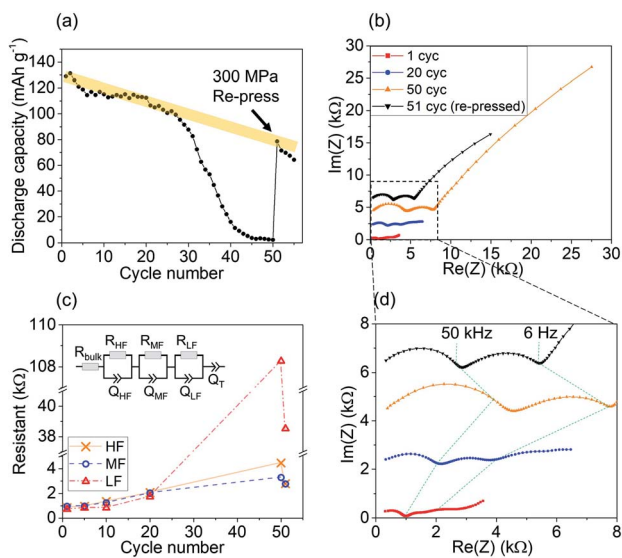 (a)
140
120
100
80
60
40
20
0
Discharge capacity (mAh g⁻¹)
300 MPa
Re-press
0 10 20 30 40 50
Cycle number
(b)
30
25
20
15
10
5
0
Im(Z) (kΩ)
1 cyc
20 cyc
50 cyc
51 cyc (re-pressed)
0 5 10 15 20 25 30
Re(Z) (kΩ)
(c)
110
108
40
38
36
4
2
0
Resistant (kΩ)
R_bulk R_HF R_MF R_LF
Q_HF Q_MF Q_LF Q_T
HF
MF
LF
0 10 20 30 40 50
Cycle number
(d)
8
6
4
2
0
Im(Z) (kΩ)
50 kHz 6 Hz
0 2 4 6 8
Re(Z) (kΩ)